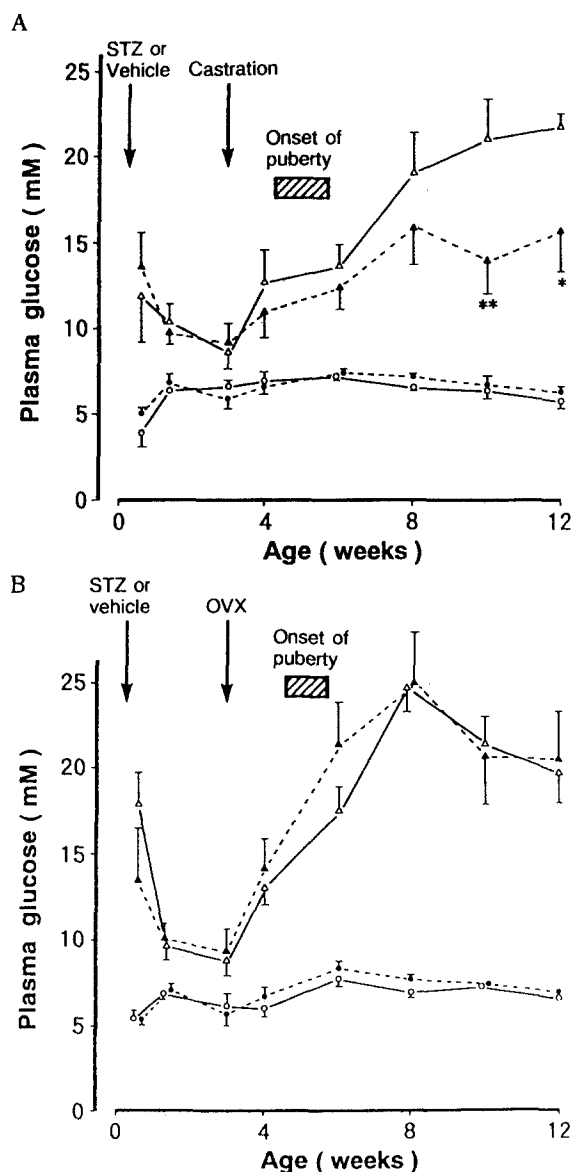 A
STZ or
Vehicle
Castration
Onset of
puberty
Plasma glucose ( mM )
25
20
15
10
5
0
**
*
0 4 8 12
Age ( weeks )
B
STZ or
vehicle
OVX
Onset of
puberty
Plasma glucose ( mM )
25
20
15
10
5
0
0 4 8 12
Age ( weeks )